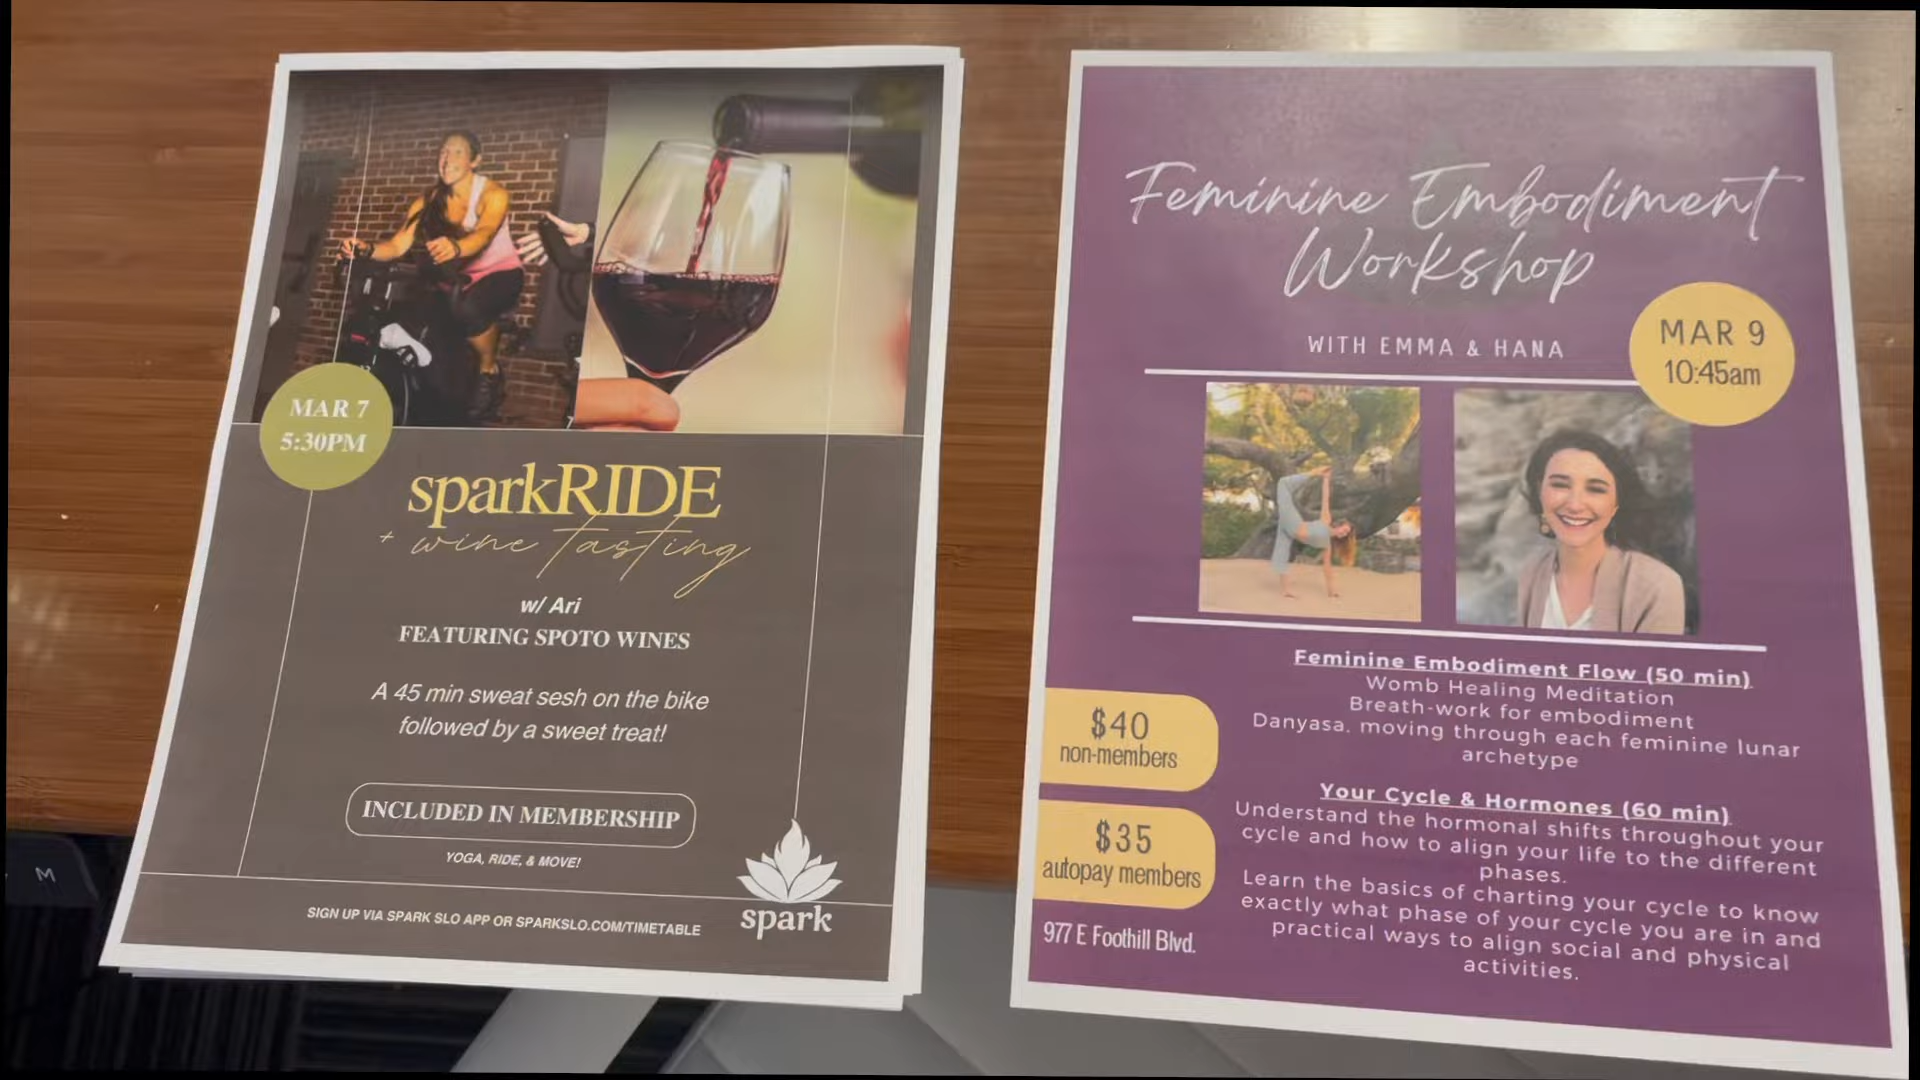 MAR 7
5:30PM
sparkRIDE
+ wine tasting
w/ Ari
FEATURING SPOTO WINES
A 45 min sweat sesh on the bike
followed by a sweet treat!
INCLUDED IN MEMBERSHIP
YOGA, RIDE, & MOVE!
SIGN UP VIA SPARK SLO APP OR SPARKSLO.COM/TIMETABLE
spark
M
Feminine Embodiment
Workshop
WITH EMMA & HANA
MAR 9
10:45am
Feminine Embodiment Flow (50 min)
Womb Healing Meditation
Breath-work for embodiment
Danyasa, moving through each feminine lunar
archetype
$40
non-members
$35
autopay members
977 E Foothill Blvd.
Your Cycle & Hormones (60 min)
Understand the hormonal shifts throughout your
cycle and how to align your life to the different
phases.
Learn the basics of charting your cycle to know
exactly what phase of your cycle you are in and
practical ways to align social and physical
activities.